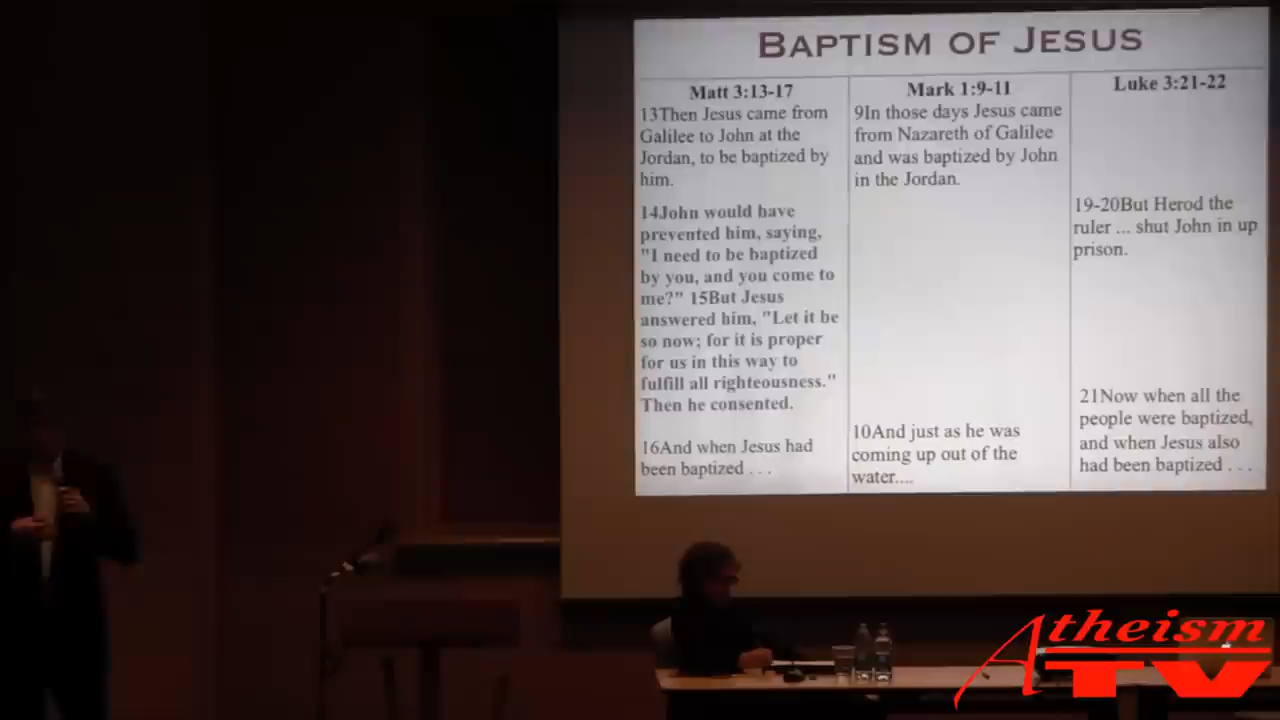 BAPTISM OF JESUS
Matt 3:13-17
13Then Jesus came from
Galilee to John at the
Jordan, to be baptized by
him.
14John would have
prevented him, saying,
"I need to be baptized
by you, and you come to
me?" 15But Jesus
answered him, "Let it be
so now; for it is proper
for us in this way to
fulfill all righteousness."
Then he consented.
16And when Jesus had
been baptized . . .
Mark 1:9-11
9In those days Jesus came
from Nazareth of Galilee
and was baptized by John
in the Jordan.
10And just as he was
coming up out of the
water....
Luke 3:21-22
19-20But Herod the
ruler ... shut John in up
prison.
21Now when all the
people were baptized,
and when Jesus also
had been baptized . . .
Atheism
TV